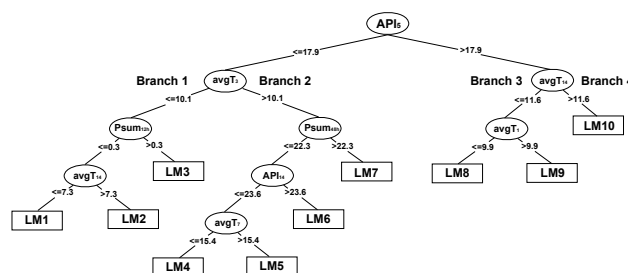 API5
<=17.9 >17.9
Branch 1 avgT3 Branch 2 Branch 3 avgT14 Branch 4
<=10.1 >10.1 <=11.6 >11.6
Psum12h Psum48h avgT1 LM10
<=0.3 >0.3 <=22.3 >22.3 <=9.9 >9.9
avgT14 LM3 API14 LM7 LM8 LM9
<=7.3 >7.3 <=23.6 >23.6
LM1 LM2 avgT7 LM6
<=15.4 >15.4
LM4 LM5